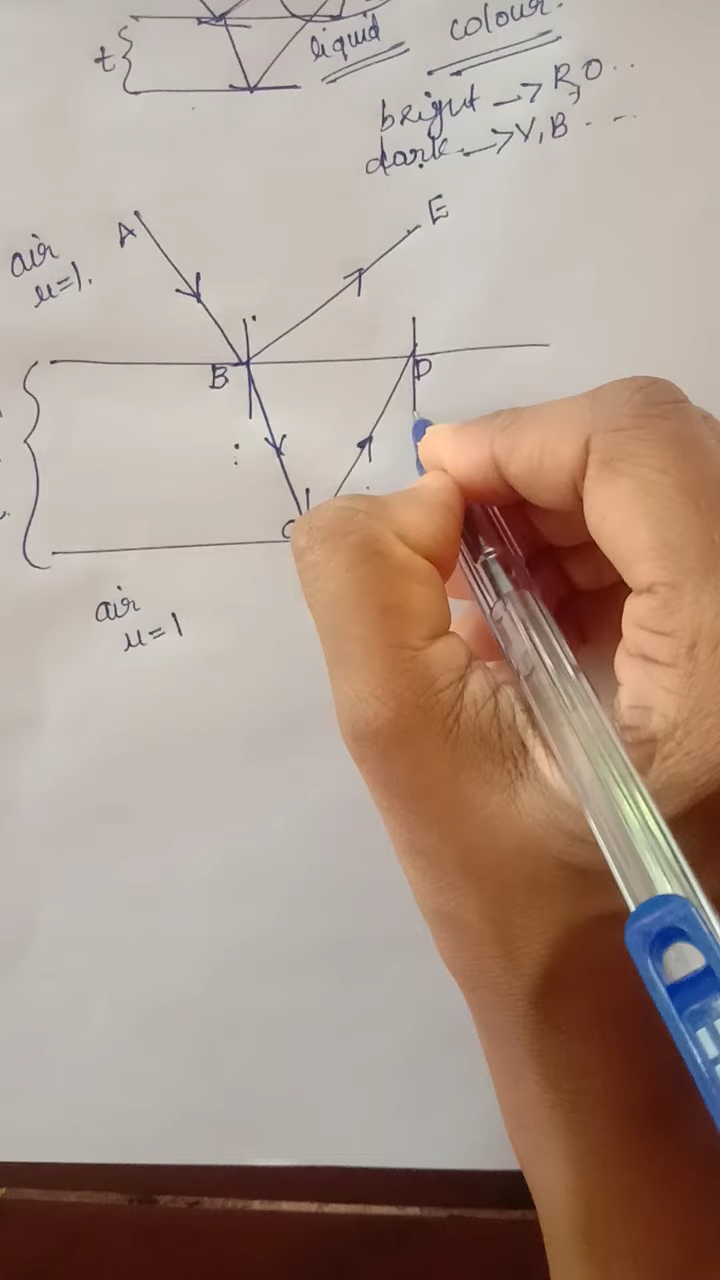 t {
liquid
colour.
bright → R, O . .
dark. → V, B . . .
A
E
air
μ=1.
B
D
C
air
μ=1